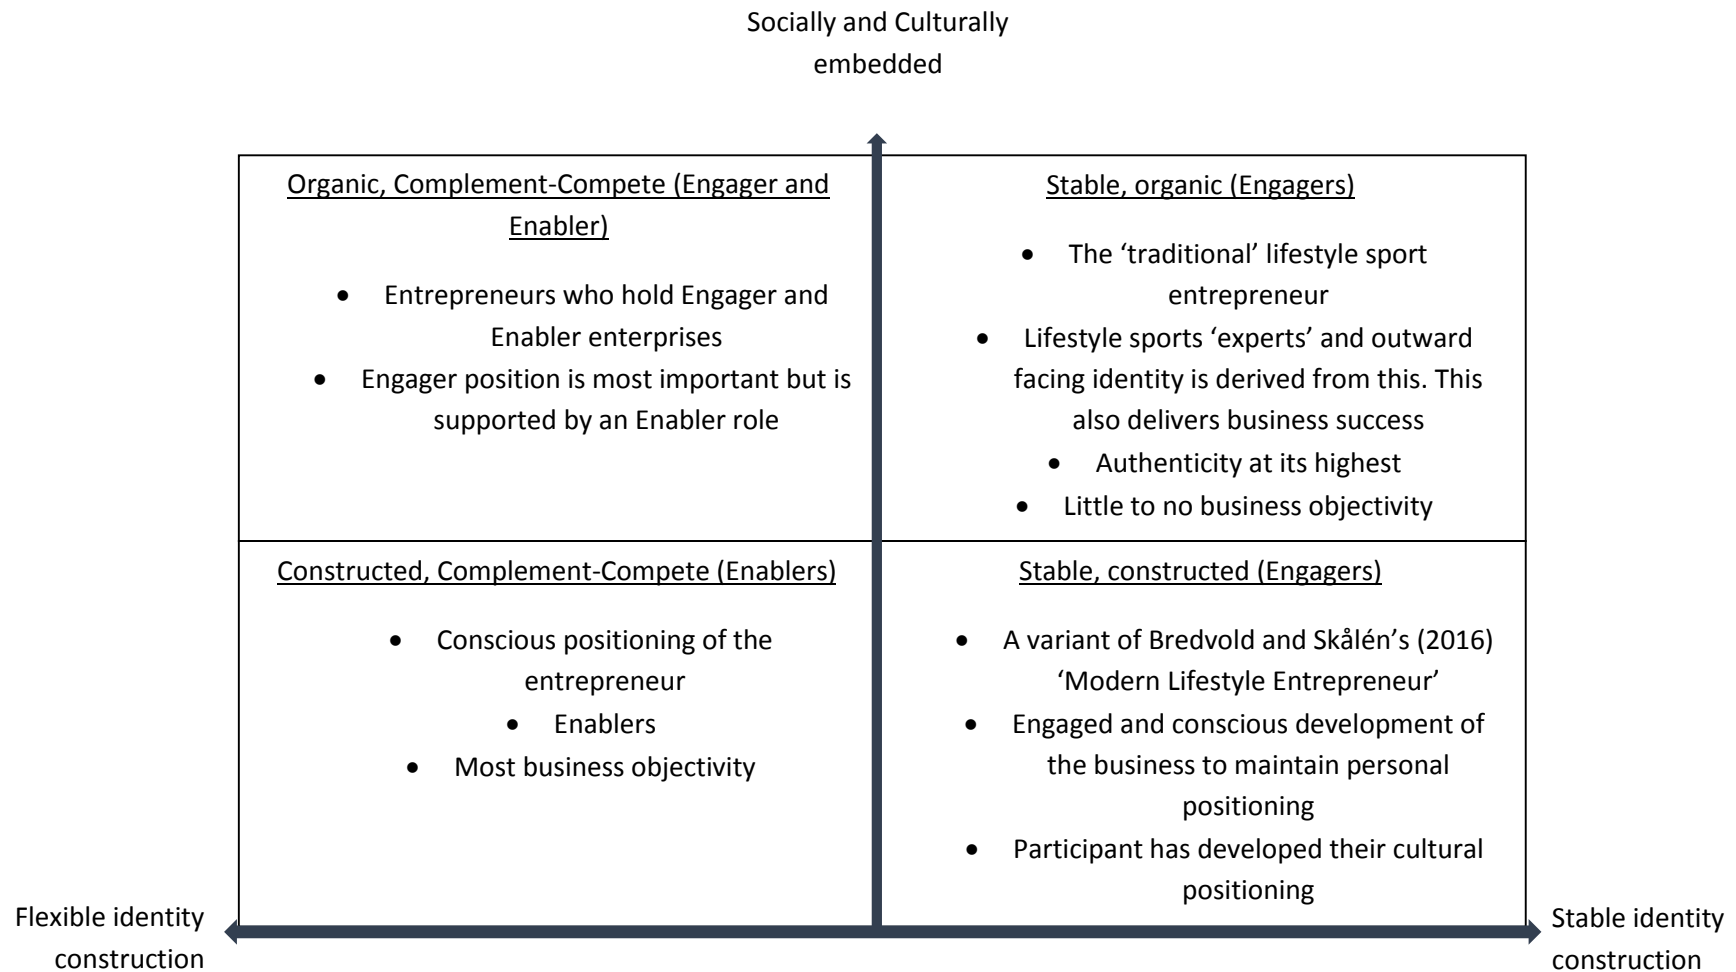 Socially and Culturally
embedded
Organic, Complement-Compete (Engager and
Enabler)
• Entrepreneurs who hold Engager and
Enabler enterprises
• Engager position is most important but is
supported by an Enabler role
Stable, organic (Engagers)
• The ‘traditional’ lifestyle sport
entrepreneur
• Lifestyle sports ‘experts’ and outward
facing identity is derived from this. This
also delivers business success
• Authenticity at its highest
• Little to no business objectivity
Constructed, Complement-Compete (Enablers)
• Conscious positioning of the
entrepreneur
• Enablers
• Most business objectivity
Stable, constructed (Engagers)
• A variant of Bredvold and Skålén’s (2016)
‘Modern Lifestyle Entrepreneur’
• Engaged and conscious development of
the business to maintain personal
positioning
• Participant has developed their cultural
positioning
Flexible identity
construction
Stable identity
construction